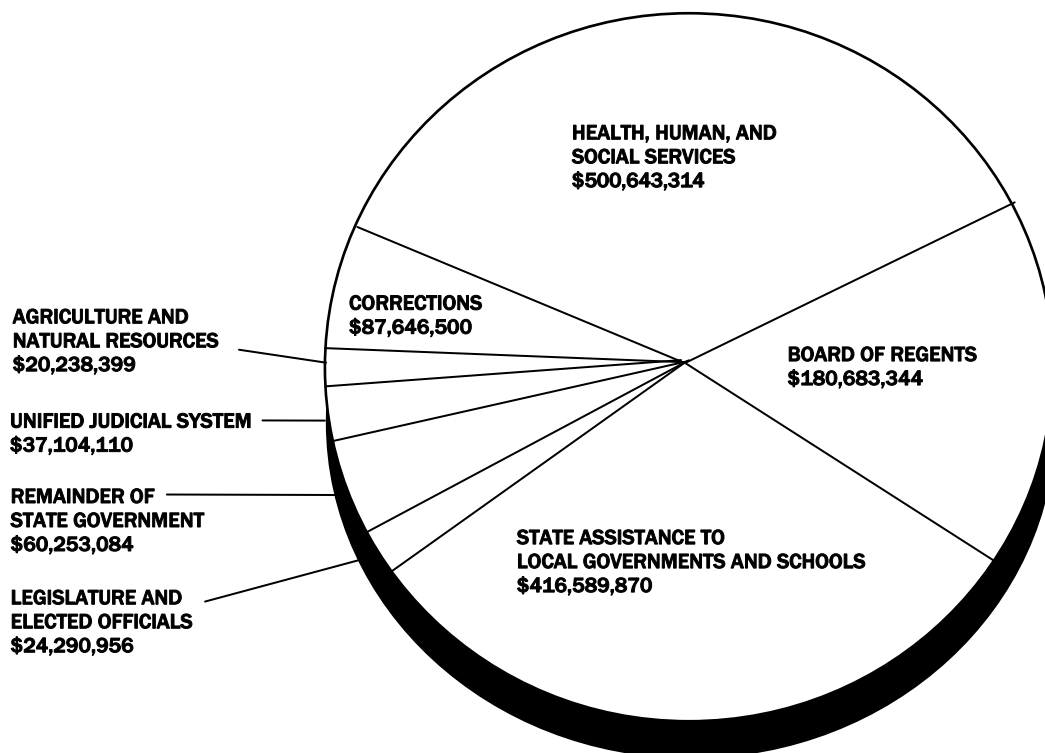 HEALTH, HUMAN, AND
SOCIAL SERVICES
$500,643,314
CORRECTIONS
$87,646,500
AGRICULTURE AND
NATURAL RESOURCES
$20,238,399
BOARD OF REGENTS
$180,683,344
UNIFIED JUDICIAL SYSTEM
$37,104,110
REMAINDER OF
STATE GOVERNMENT
$60,253,084
STATE ASSISTANCE TO
LOCAL GOVERNMENTS AND SCHOOLS
$416,589,870
LEGISLATURE AND
ELECTED OFFICIALS
$24,290,956